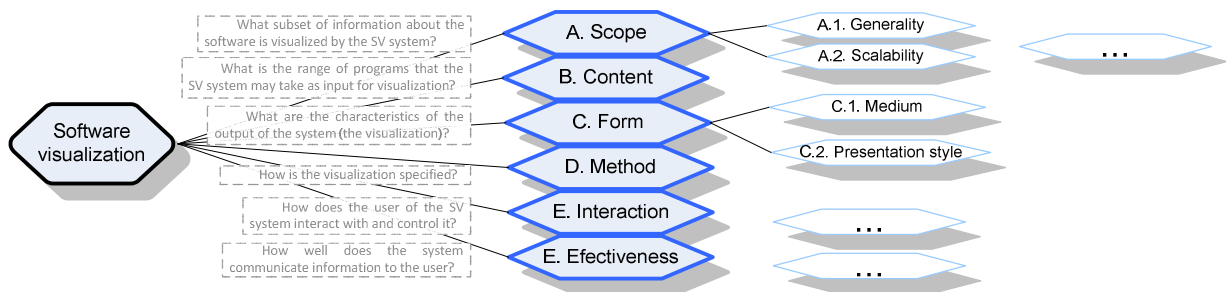 Software
visualization
What subset of information about the
software is visualized by the SV system?
What is the range of programs that the
SV system may take as input for visualization?
What are the characteristics of the
output of the system (the visualization)?
How is the visualization specified?
How does the user of the SV
system interact with and control it?
How well does the system
communicate information to the user?
A. Scope
B. Content
C. Form
D. Method
E. Interaction
E. Efectiveness
A.1. Generality
A.2. Scalability
...
C.1. Medium
C.2. Presentation style
...
...